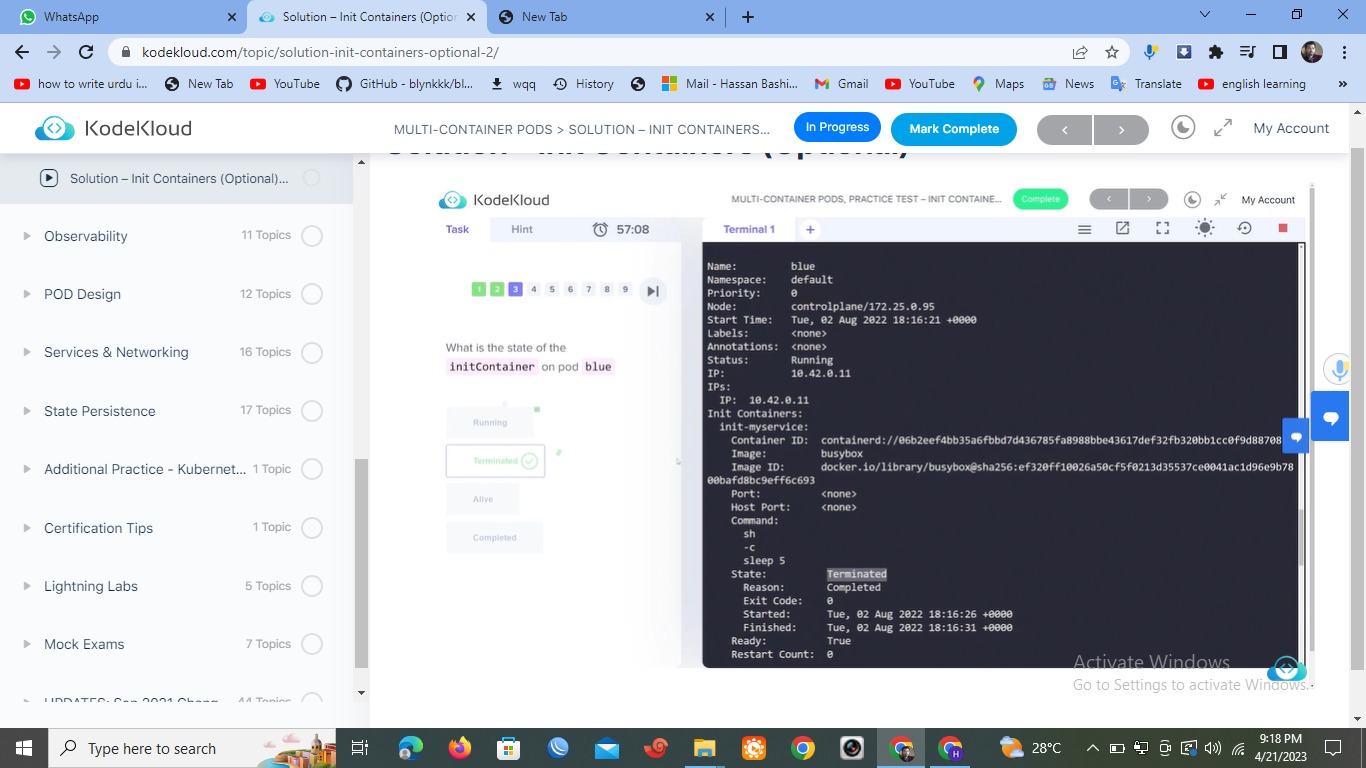 WhatsApp
Solution – Init Containers (Option
New Tab
kodekloud.com/topic/solution-init-containers-optional-2/
how to write urdu i...
New Tab
YouTube
GitHub - blynkkk/bl...
wqq
History
Mail - Hassan Bashi...
Gmail
YouTube
Maps
News
Translate
english learning
KodeKloud
MULTI-CONTAINER PODS > SOLUTION – INIT CONTAINERS...
In Progress
Mark Complete
My Account
Solution – Init Containers (Optional)...
Observability 11 Topics
POD Design 12 Topics
Services & Networking 16 Topics
State Persistence 17 Topics
Additional Practice - Kubernet... 1 Topic
Certification Tips 1 Topic
Lightning Labs 5 Topics
Mock Exams 7 Topics
UPDATES: Sep 2021 Chang... 44 Topics
Solution – Init Containers (Optional)
KodeKloud
MULTI-CONTAINER PODS, PRACTICE TEST – INIT CONTAINE...
Complete
My Account
Task
Hint
57:08
Terminal 1
+
1 2 3 4 5 6 7 8 9
What is the state of the
initContainer on pod blue
Running
Terminated
Alive
Completed
Name: blue
Namespace: default
Priority: 0
Node: controlplane/172.25.0.95
Start Time: Tue, 02 Aug 2022 18:16:21 +0000
Labels: <none>
Annotations: <none>
Status: Running
IP: 10.42.0.11
IPs:
IP: 10.42.0.11
Init Containers:
init-myservice:
Container ID: containerd://06b2eef4bb35a6fbbd7d436785fa8988bbe43617def32fb320bb1cc0f9d88708
Image: busybox
Image ID: docker.io/library/busybox@sha256:ef320ff10026a50cf5f0213d35537ce0041ac1d96e9b78
00bafd8bc9eff6c693
Port: <none>
Host Port: <none>
Command:
sh
-c
sleep 5
State: Terminated
Reason: Completed
Exit Code: 0
Started: Tue, 02 Aug 2022 18:16:26 +0000
Finished: Tue, 02 Aug 2022 18:16:31 +0000
Ready: True
Restart Count: 0
Activate Windows
Go to Settings to activate Windows.
Type here to search
28°C
9:18 PM
4/21/2023